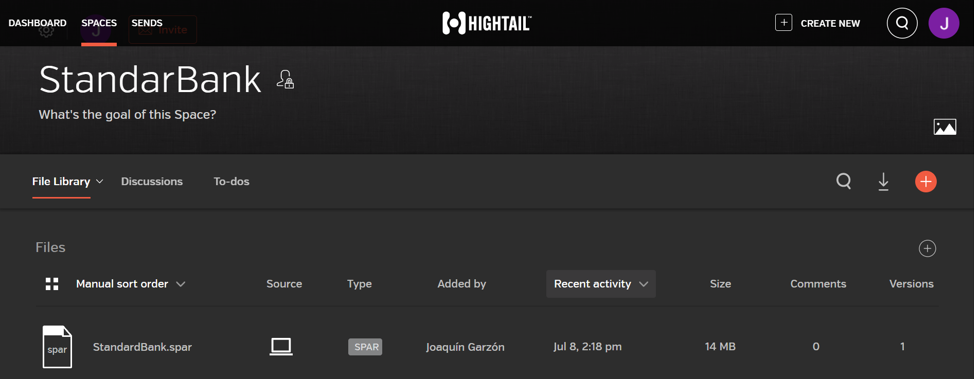 DASHBOARD SPACES SENDS HIGHTAIL™ + CREATE NEW J
J Invite
StandarBank
What's the goal of this Space?
File Library Discussions To-dos
Files
Manual sort order Source Type Added by Recent activity Size Comments Versions
spar StandardBank.spar SPAR Joaquín Garzón Jul 8, 2:18 pm 14 MB 0 1